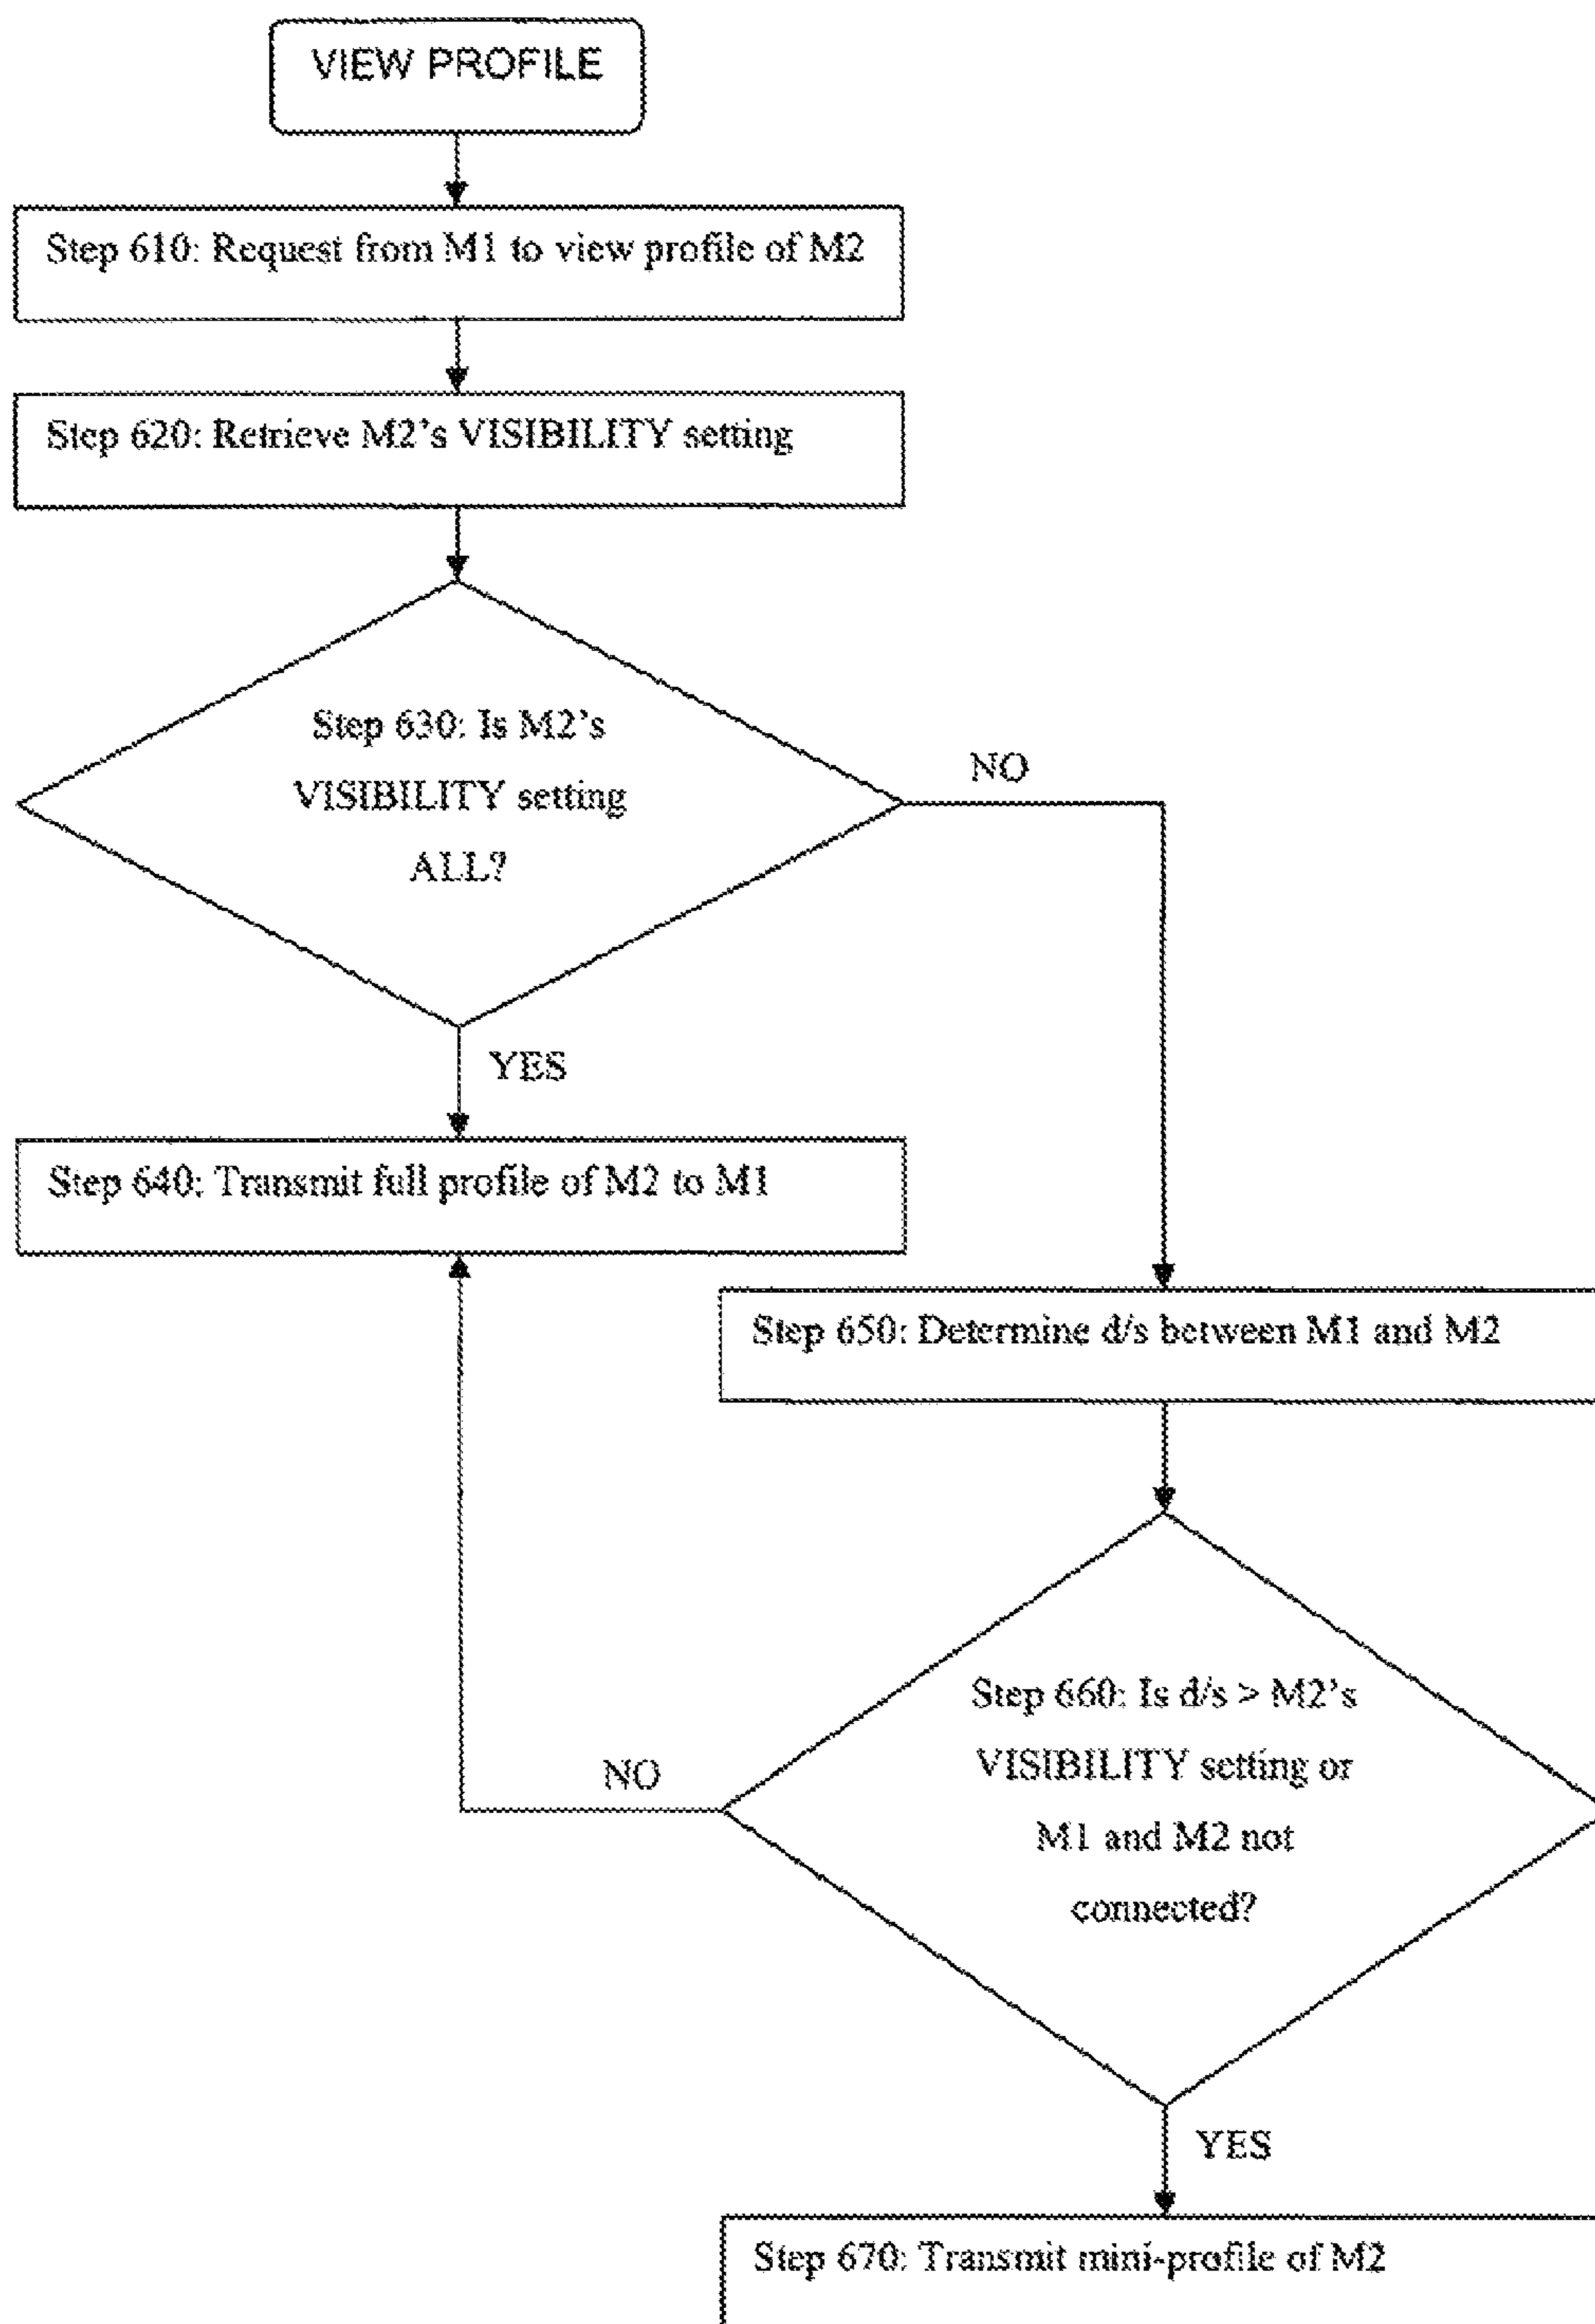 VIEW PROFILE
Step 610: Request from M1 to view profile of M2
Step 620: Retrieve M2's VISIBILITY setting
Step 630: Is M2's
VISIBILITY setting
ALL?
NO
YES
Step 640: Transmit full profile of M2 to M1
Step 650: Determine d/s between M1 and M2
Step 660: Is d/s > M2's
VISIBILITY setting or
M1 and M2 not
connected?
NO
YES
Step 670: Transmit mini-profile of M2